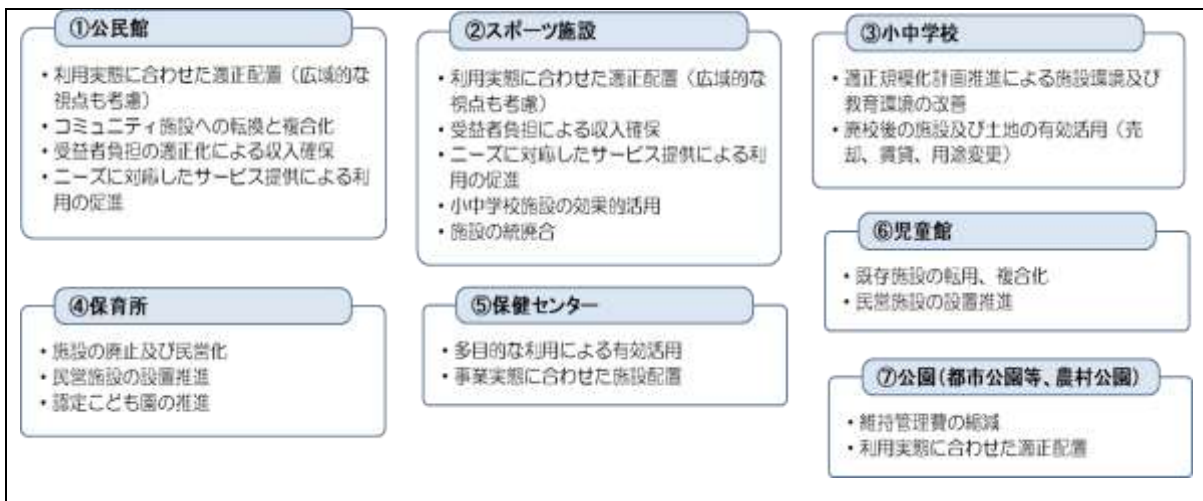 ①公民館
・利用実態に合わせた適正配置(広域的な
視点も考慮)
・コミュニティ施設への転換と複合化
・受益者負担の適正化による収入確保
・ニーズに対応したサービス提供による利
用の促進
②スポーツ施設
・利用実態に合わせた適正配置(広域的な
視点も考慮)
・受益者負担による収入確保
・ニーズに対応したサービス提供による利
用の促進
・小中学校施設の効果的活用
・施設の統廃合
③小中学校
・適正規模化計画推進による施設環境及び
教育環境の改善
・廃校後の施設及び土地の有効活用(売
却、賃貸、用途変更)
④保育所
・施設の廃止及び民営化
・民営施設の設置推進
・認定こども園の推進
⑤保健センター
・多目的な利用による有効活用
・事業実態に合わせた施設配置
⑥児童館
・既存施設の転用、複合化
・民営施設の設置推進
⑦公園(都市公園等、農村公園)
・維持管理費の縮減
・利用実態に合わせた適正配置